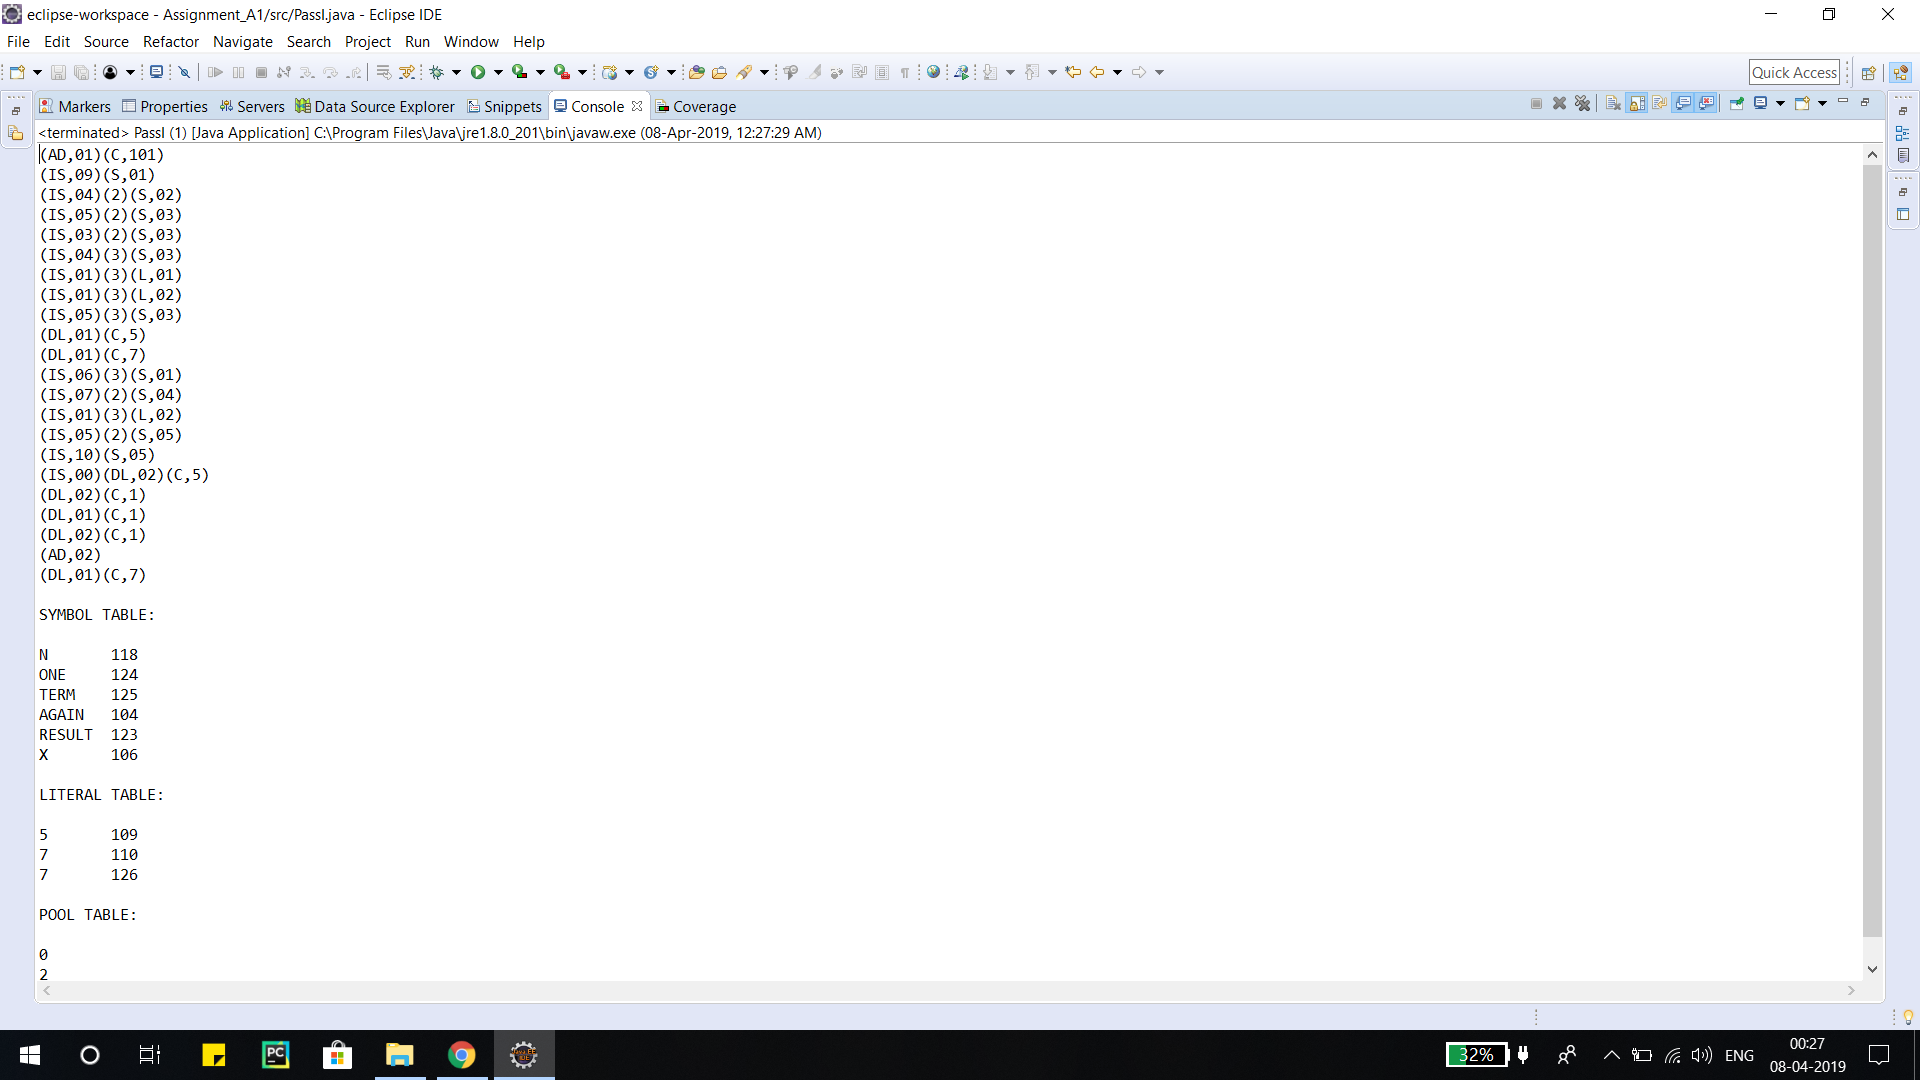 eclipse-workspace - Assignment_A1/src/PassI.java - Eclipse IDE
File Edit Source Refactor Navigate Search Project Run Window Help
Quick Access
Markers Properties Servers Data Source Explorer Snippets Console Coverage
<terminated> PassI (1) [Java Application] C:\Program Files\Java\jre1.8.0_201\bin\javaw.exe (08-Apr-2019, 12:27:29 AM)
(AD,01)(C,101)
(IS,09)(S,01)
(IS,04)(2)(S,02)
(IS,05)(2)(S,03)
(IS,03)(2)(S,03)
(IS,04)(3)(S,03)
(IS,01)(3)(L,01)
(IS,01)(3)(L,02)
(IS,05)(3)(S,03)
(DL,01)(C,5)
(DL,01)(C,7)
(IS,06)(3)(S,01)
(IS,07)(2)(S,04)
(IS,01)(3)(L,02)
(IS,05)(2)(S,05)
(IS,10)(S,05)
(IS,00)(DL,02)(C,5)
(DL,02)(C,1)
(DL,01)(C,1)
(DL,02)(C,1)
(AD,02)
(DL,01)(C,7)
SYMBOL TABLE:
N 118
ONE 124
TERM 125
AGAIN 104
RESULT 123
X 106
LITERAL TABLE:
5 109
7 110
7 126
POOL TABLE:
0
2
PC
32%
ENG
00:27
08-04-2019